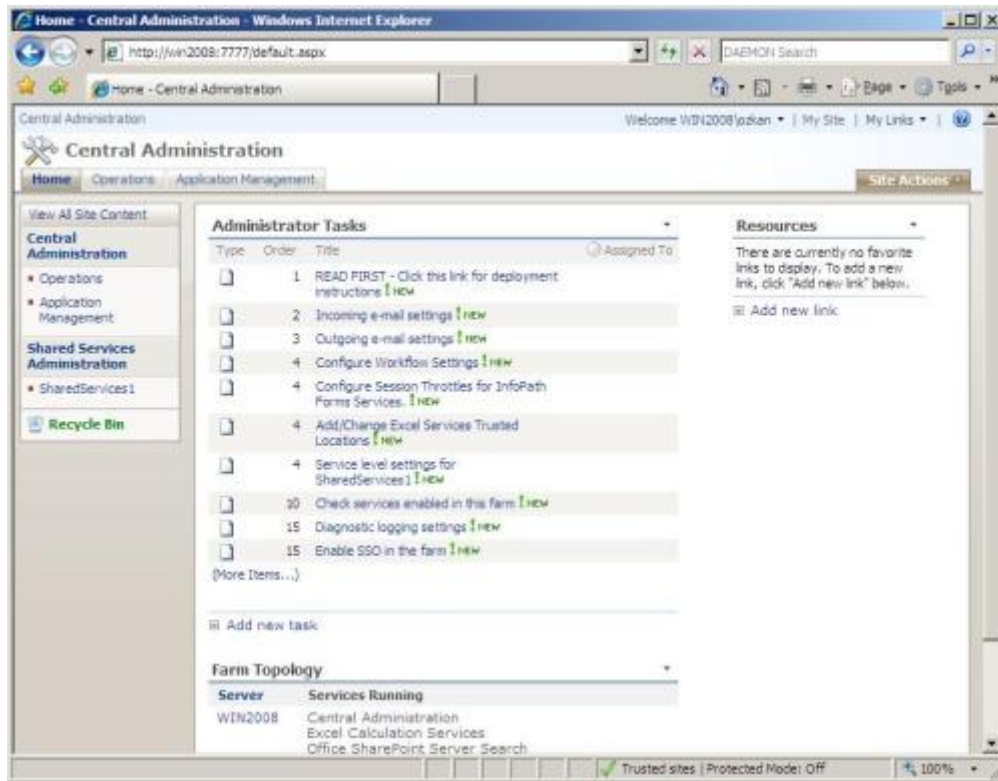 Home - Central Administration - Windows Internet Explorer
http://win2008:7777/default.aspx
DAEMON Search
Home - Central Administration
Page
Tools
Central Administration
Welcome WIN2008\ozkan
My Site
My Links
Central Administration
Home
Operations
Application Management
Site Actions
View All Site Content
Central
Administration
Operations
Application
Management
Shared Services
Administration
SharedServices1
Recycle Bin
Administrator Tasks
Type Order Title Assigned To
1 READ FIRST - Click this link for deployment
instructions ! NEW
2 Incoming e-mail settings ! NEW
3 Outgoing e-mail settings ! NEW
4 Configure Workflow Settings ! NEW
4 Configure Session Throttles for InfoPath
Forms Services. ! NEW
4 Add/Change Excel Services Trusted
Locations ! NEW
4 Service level settings for
SharedServices1 ! NEW
10 Check services enabled in this farm ! NEW
15 Diagnostic logging settings ! NEW
15 Enable SSO in the farm ! NEW
(More Items...)
Add new task
Farm Topology
Server Services Running
WIN2008 Central Administration
Excel Calculation Services
Office SharePoint Server Search
Resources
There are currently no favorite
links to display. To add a new
link, click "Add new link" below.
Add new link
Trusted sites | Protected Mode: Off
100%